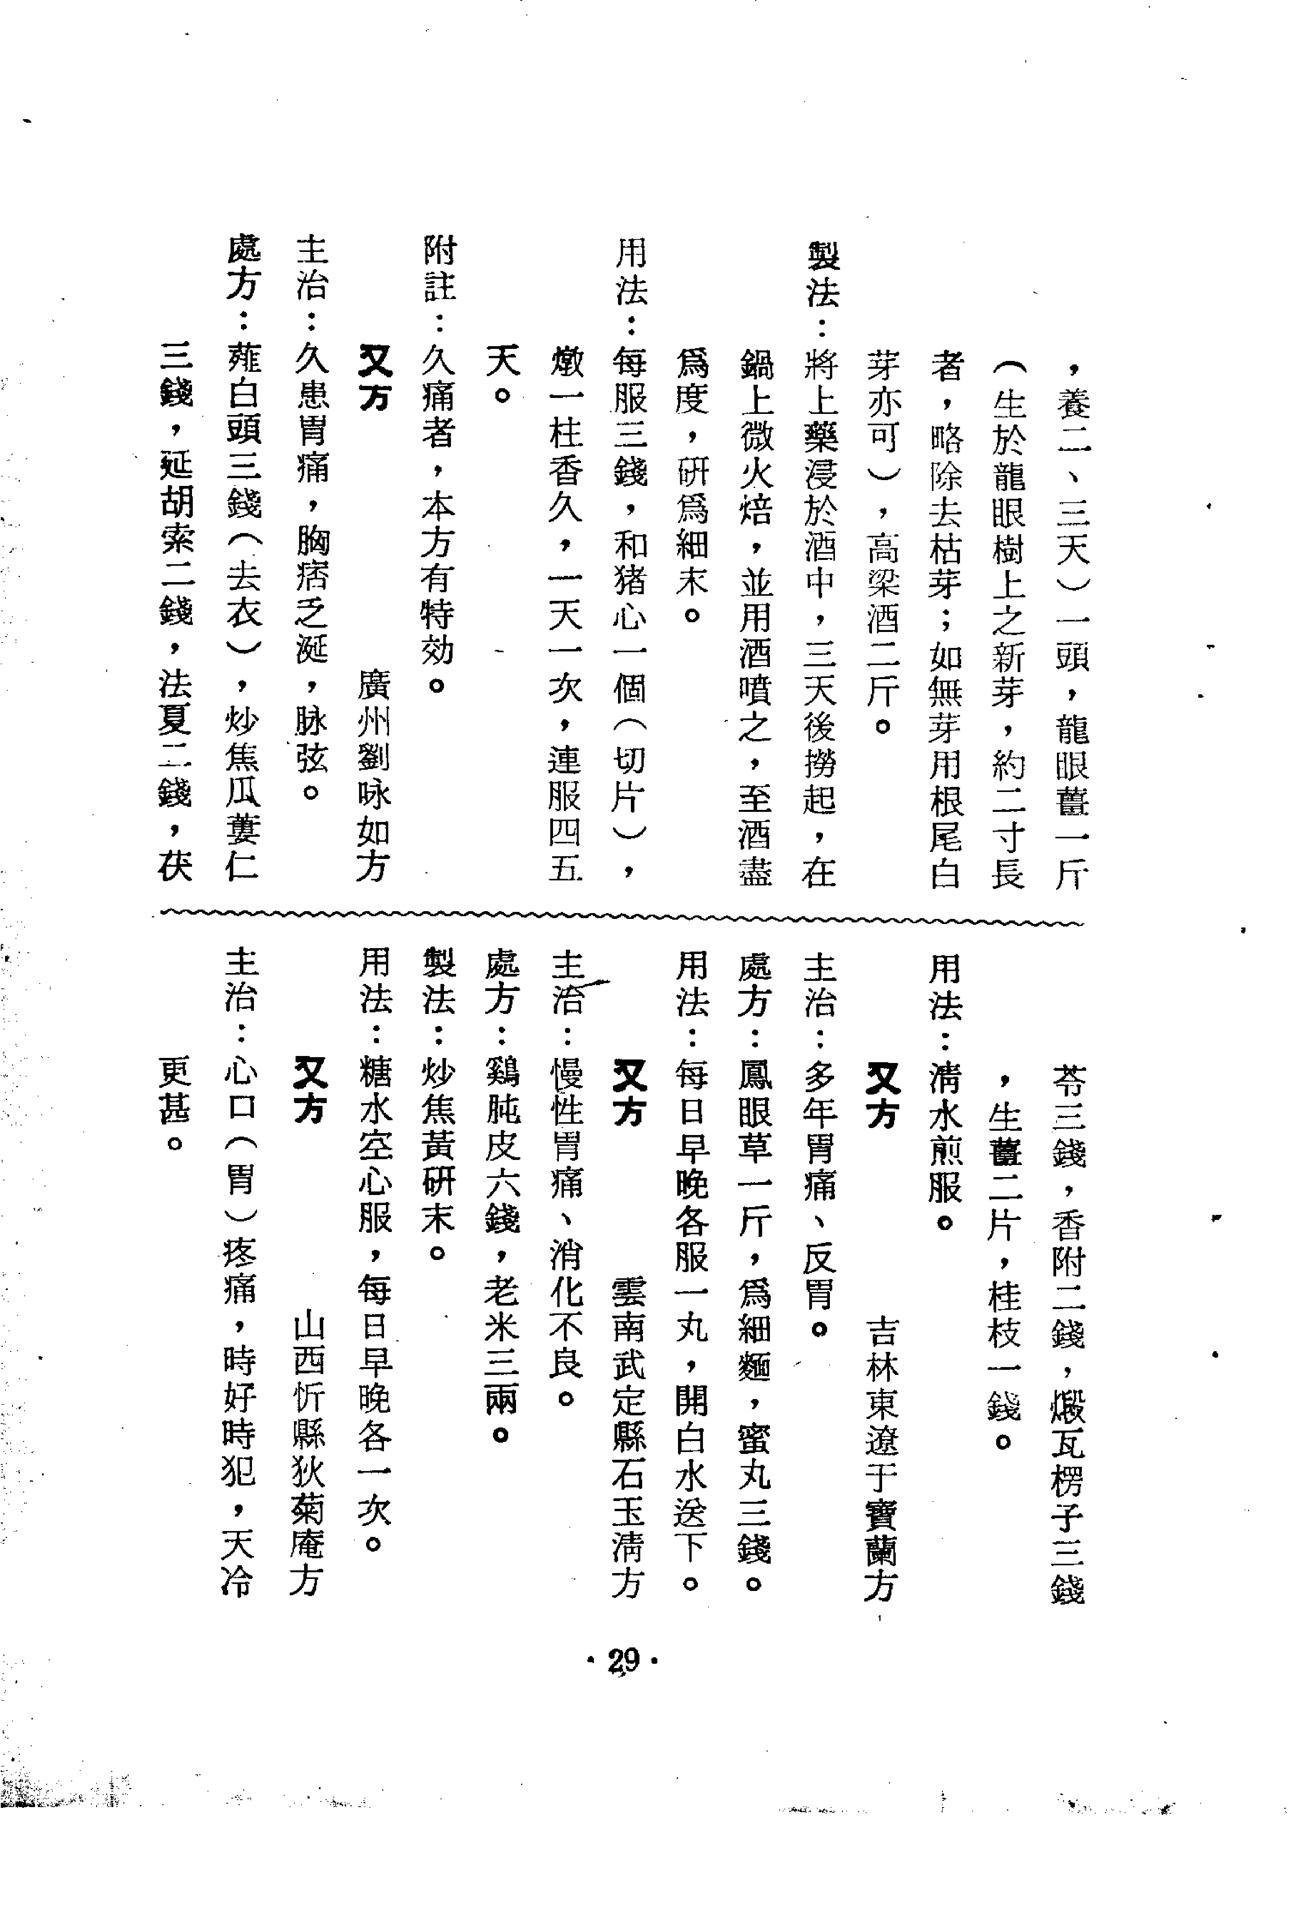 ，養二、三天）一頭，龍眼薑一斤
（生於龍眼樹上之新芽，約二寸長
者，略除去枯芽；如無芽用根尾白
芽亦可），高梁酒二斤。
製法：將上藥浸於酒中，三天後撈起，在
鍋上微火焙，並用酒噴之，至酒盡
爲度，研爲細末。
用法：每服三錢，和猪心一個（切片），
燉一柱香久，一天一次，連服四五
天。
附註：久痛者，本方有特効。
又方　廣州劉咏如方
主治：久患胃痛，胸痞乏涎，脉弦。
處方：薤白頭三錢（去衣），炒焦瓜蔞仁
三錢，延胡索二錢，法夏二錢，茯
苓三錢，香附二錢，煅瓦楞子三錢
，生薑二片，桂枝一錢。
用法：淸水煎服。
又方　吉林東遼于寶蘭方
主治：多年胃痛、反胃。
處方：鳳眼草一斤，爲細麵，蜜丸三錢。
用法：每日早晚各服一丸，開白水送下。
又方　雲南武定縣石玉淸方
主治：慢性胃痛、消化不良。
處方：鷄肫皮六錢，老米三兩。
製法：炒焦黃研末。
用法：糖水空心服，每日早晚各一次。
又方　山西忻縣狄菊庵方
主治：心口（胃）疼痛，時好時犯，天冷
更甚。
·29·